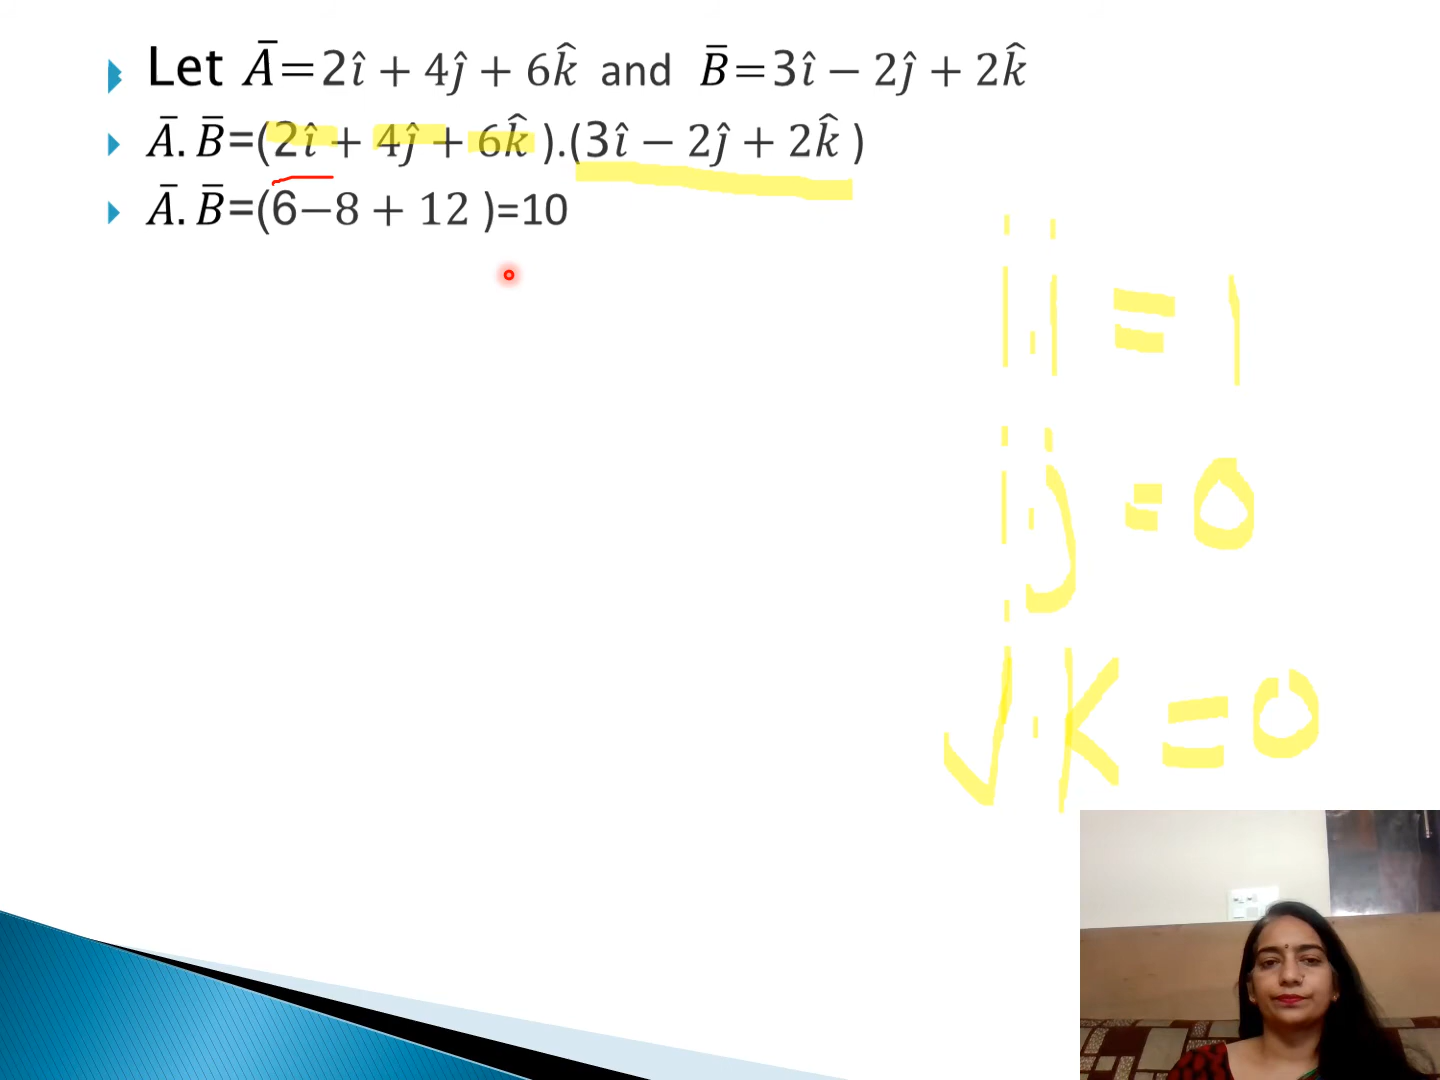 Let A̅=2î + 4ĵ + 6k̂ and B̅=3î − 2ĵ + 2k̂
A̅. B̅=(2î + 4ĵ + 6k̂ ).(3î − 2ĵ + 2k̂ )
A̅. B̅=(6−8 + 12 )=10
i.i = 1
i.j = 0
j.k = 0